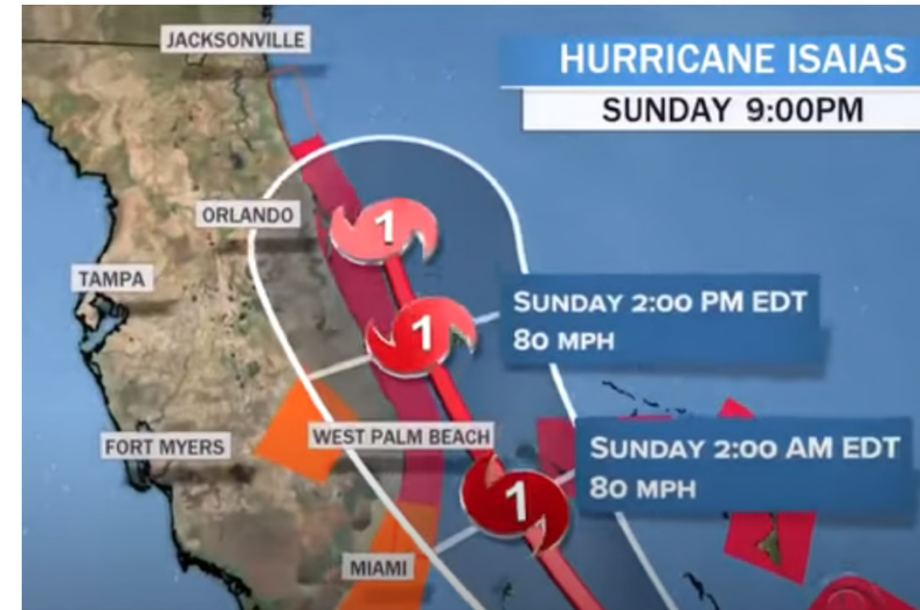 JACKSONVILLE
HURRICANE ISAIAS
SUNDAY 9:00PM
ORLANDO
1
TAMPA
SUNDAY 2:00 PM EDT
80 MPH
1
WEST PALM BEACH
FORT MYERS
SUNDAY 2:00 AM EDT
80 MPH
1
MIAMI